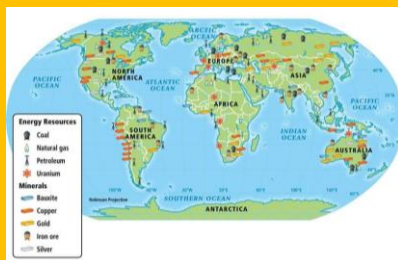 ARCTIC
OCEAN
NORTH
AMERICA
EUROPE
ASIA
PACIFIC
OCEAN
ATLANTIC
OCEAN
PACIFIC
OCEAN
AFRICA
SOUTH
AMERICA
INDIAN
OCEAN
AUSTRALIA
SOUTHERN OCEAN
ANTARCTICA
Energy Resources
Coal
Natural gas
Petroleum
Uranium
Minerals
Bauxite
Copper
Gold
Iron ore
Silver
Robinson Projection